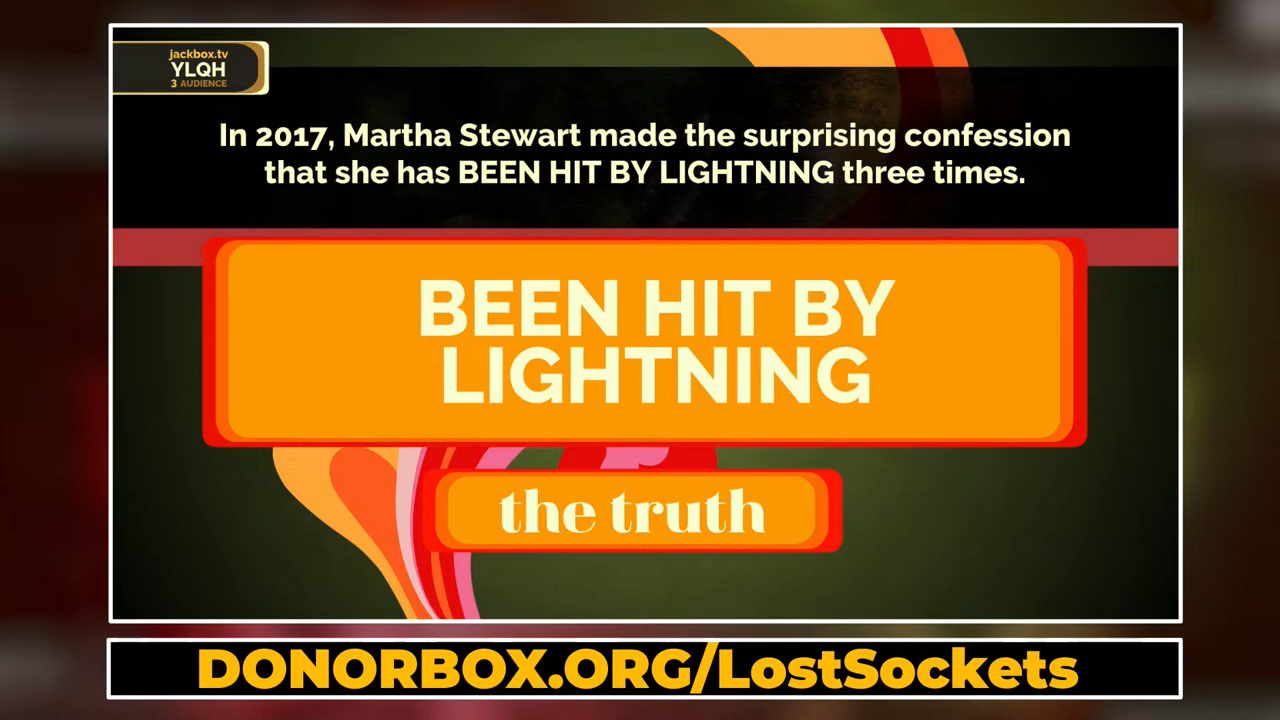 jackbox.tv
YLQH
3 AUDIENCE
In 2017, Martha Stewart made the surprising confession
that she has BEEN HIT BY LIGHTNING three times.
BEEN HIT BY
LIGHTNING
the truth
DONORBOX.ORG/LostSockets